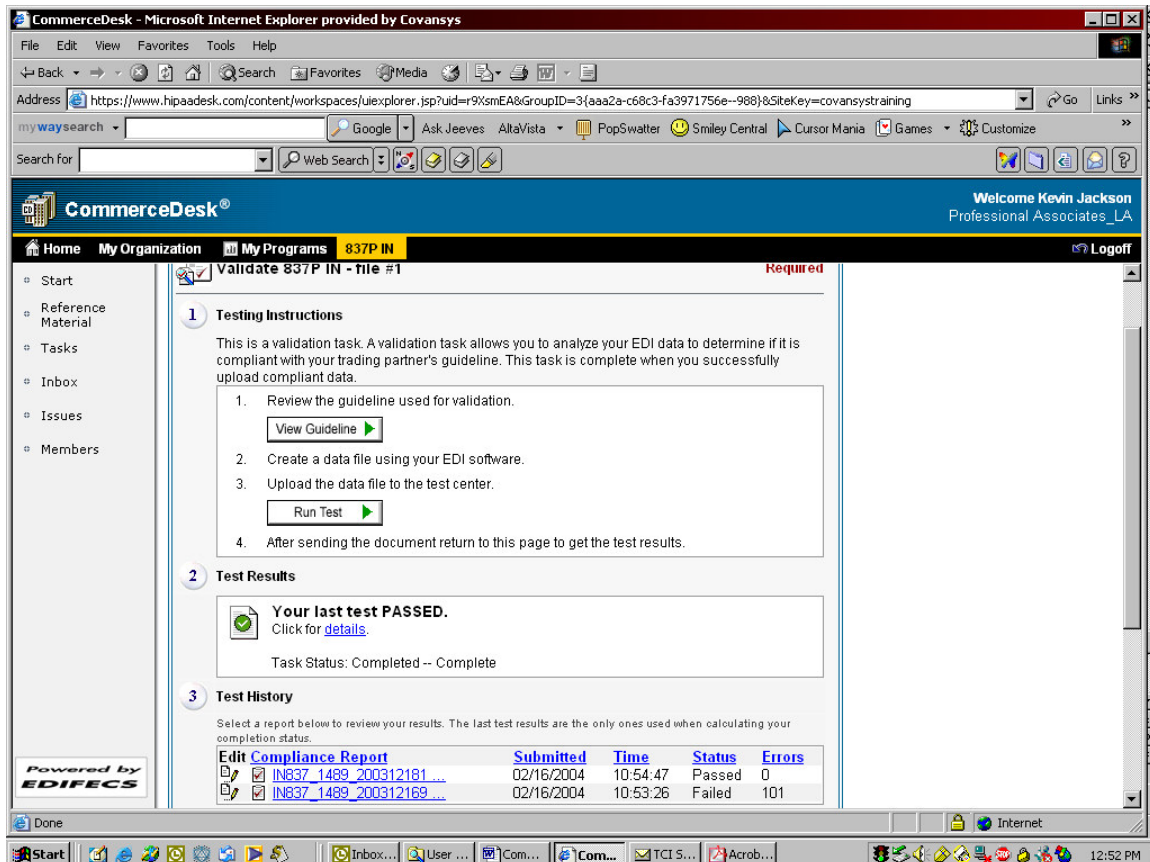 CommerceDesk - Microsoft Internet Explorer provided by Covansys
File Edit View Favorites Tools Help
Back Search Favorites Media
Address https://www.hipaadesk.com/content/workspaces/uiexplorer.jsp?uid=r9XsmEA&GroupID=3{aaa2a-c68c3-fa3971756e--988}&SiteKey=covansystraining Go Links »
mywaysearch Google Ask Jeeves AltaVista PopSwatter Smiley Central Cursor Mania Games Customize »
Search for Web Search
CommerceDesk®
Welcome Kevin Jackson
Professional Associates_LA
Home My Organization My Programs 837P IN Logoff
Start
Reference
Material
Tasks
Inbox
Issues
Members
Powered by
EDIFECS
Validate 837P IN - file #1 Required
1 Testing Instructions
This is a validation task. A validation task allows you to analyze your EDI data to determine if it is
compliant with your trading partner's guideline. This task is complete when you successfully
upload compliant data.
1. Review the guideline used for validation.
View Guideline
2. Create a data file using your EDI software.
3. Upload the data file to the test center.
Run Test
4. After sending the document return to this page to get the test results.
2 Test Results
Your last test PASSED.
Click for details.
Task Status: Completed -- Complete
3 Test History
Select a report below to review your results. The last test results are the only ones used when calculating your
completion status.
Edit Compliance Report Submitted Time Status Errors
IN837_1489_200312181 ... 02/16/2004 10:54:47 Passed 0
IN837_1489_200312169 ... 02/16/2004 10:53:26 Failed 101
Done Internet
Start Inbox... User ... Com... Com... TCI S... Acrob... 12:52 PM